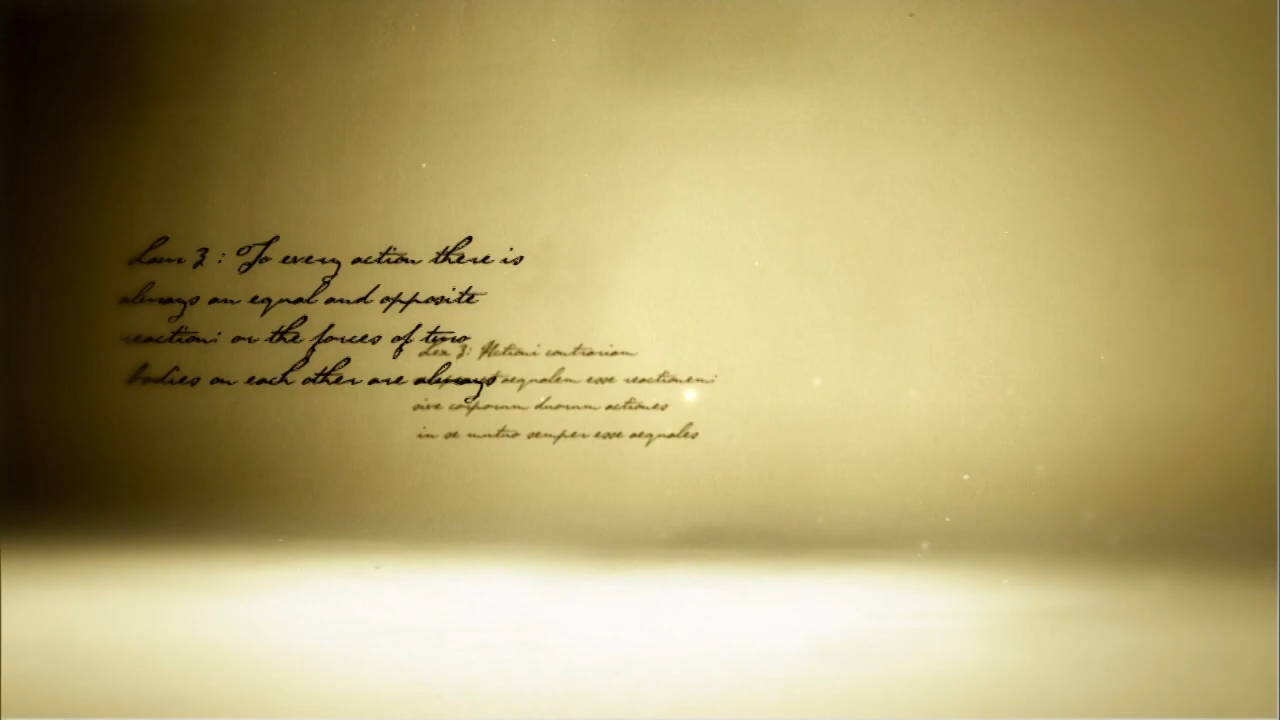 Law 3: To every action there is
always an equal and opposite
reaction: or the forces of two
bodies on each other are always
Lex 3: Actioni contrariam
et aequalem esse reactionem:
sive corporum duorum actiones
in se mutuo semper esse aequales